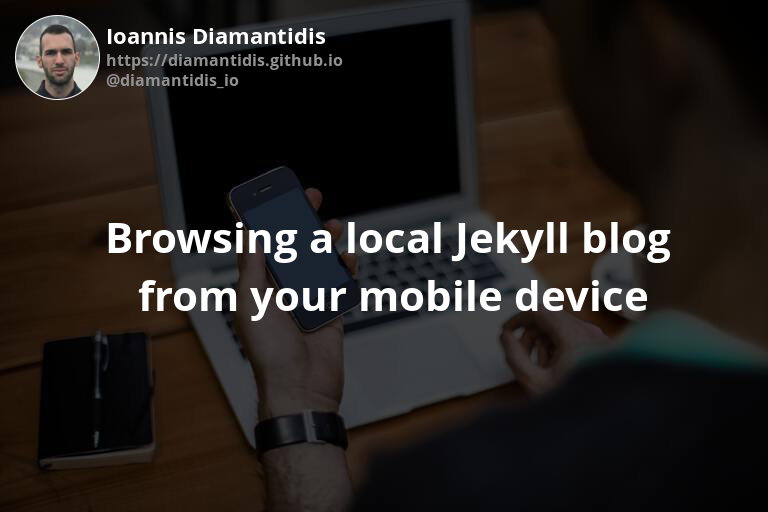 Ioannis Diamantidis
https://diamantidis.github.io
@diamantidis_io
Browsing a local Jekyll blog
from your mobile device